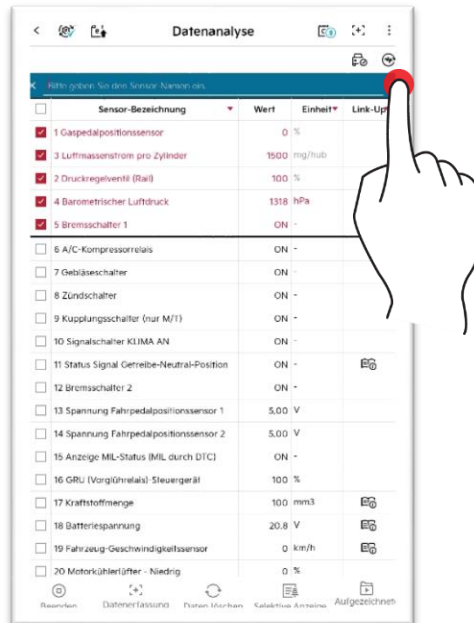 Datenanalyse
Bitte geben Sie den Sensor-Namen ein.
Sensor-Bezeichnung Wert Einheit Link-Up
1 Gaspedalpositionssensor 0 %
3 Luftmassenstrom pro Zylinder 1500 mg/hub
2 Druckregelventil (Rail) 100 %
4 Barometrischer Luftdruck 1318 hPa
5 Bremsschalter 1 ON -
6 A/C-Kompressorrelais ON -
7 Gebläseschalter ON -
8 Zündschalter ON -
9 Kupplungsschalter (nur M/T) ON -
10 Signalschalter KLIMA AN ON -
11 Status Signal Getreibe-Neutral-Position ON -
12 Bremsschalter 2 ON -
13 Spannung Fahrpedalpositionssensor 1 5,00 V
14 Spannung Fahrpedalpositionssensor 2 5,00 V
15 Anzeige MIL-Status (MIL durch DTC) ON -
16 GRU (Vorglührelais)-Steuergerät 100 %
17 Kraftstoffmenge 100 mm3
18 Batteriespannung 20.8 V
19 Fahrzeug-Geschwindigkeitssensor 0 km/h
20 Motorkühlerlüfter - Niedrig 0 %
Beenden Datenerfassung Daten löschen Selektive Anzeige Aufgezeichnet